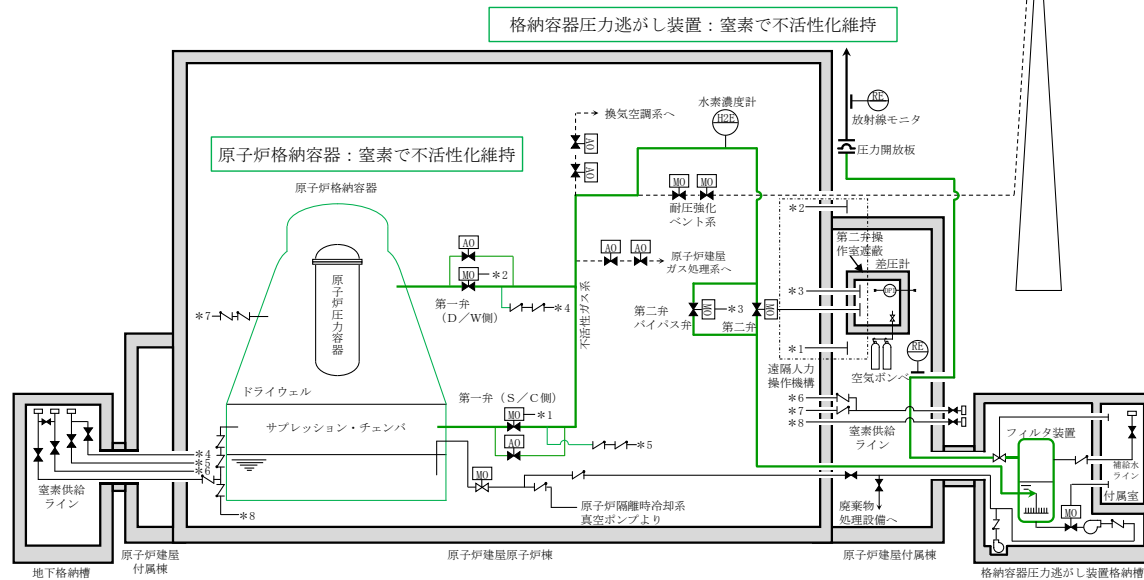 格納容器圧力逃がし装置：窒素で不活性化維持
換気空調系へ
水素濃度計
H2E
RE
放射線モニタ
圧力開放板
AO
AO
原子炉格納容器：窒素で不活性化維持
原子炉格納容器
MO
MO
耐圧強化
ベント系
＊2
第二弁操
作室遮蔽
差圧計
DPI
原子炉圧力容器
AO
MO
＊2
AO
AO
原子炉建屋
ガス処理系へ
第一弁
（D／W側）
＊4
不活性ガス系
MO
＊3
MO
第二弁
バイパス弁
第二弁
＊3
＊7
＊1
RE
遠隔人力
操作機構
空気ボンベ
ドライウェル
第一弁（S／C側）
MO
＊1
AO
＊5
サプレッション・チェンバ
＊6
＊7
＊8
窒素供給
ライン
フィルタ装置
補給水
ライン
付属室
MO
＊4
＊5
＊6
窒素供給
ライン
＊8
MO
原子炉隔離時冷却系
真空ポンプより
廃棄物
処理設備へ
原子炉建屋
付属棟
原子炉建屋原子炉棟
原子炉建屋付属棟
地下格納槽
格納容器圧力逃がし装置格納槽